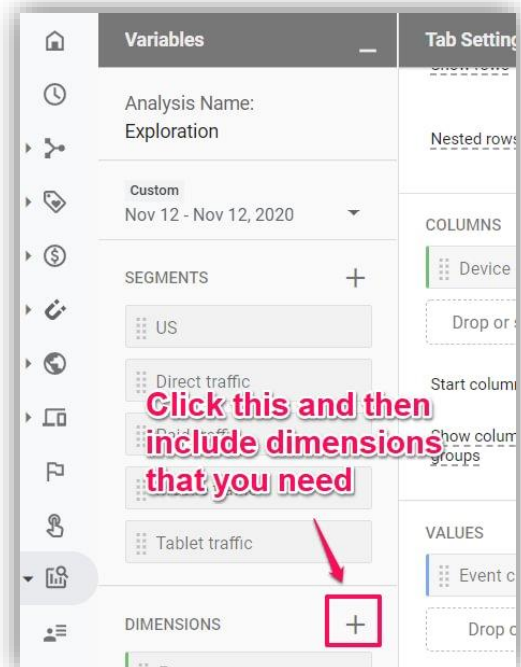 Variables
Tab Setting
Analysis Name:
Exploration
Nested rows
Custom
Nov 12 - Nov 12, 2020
COLUMNS
SEGMENTS
Device
US
Drop or
Direct traffic
Start colum
Click this and then
include dimensions
that you need
Show colum
groups
Tablet traffic
VALUES
Event c
DIMENSIONS
Drop o